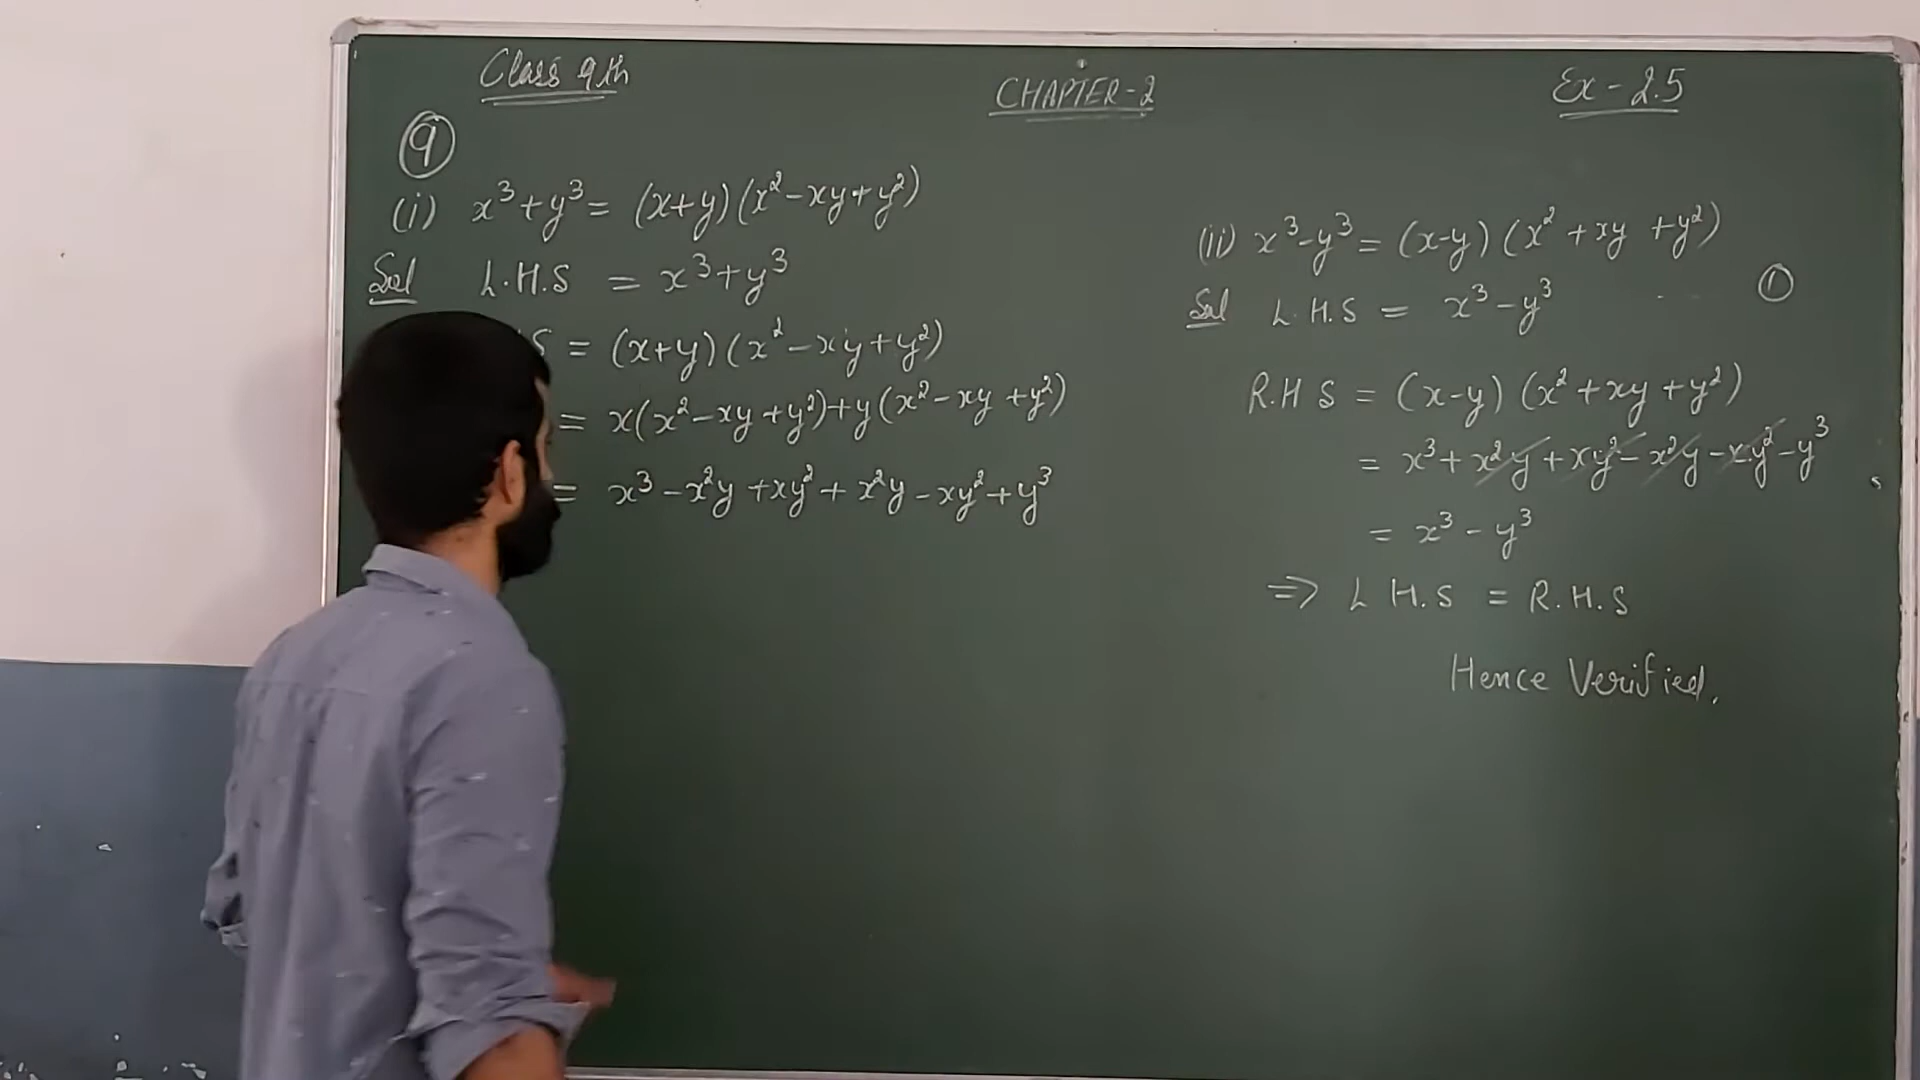 Class 9th
CHAPTER-2
Ex-2.5
9
(i) x³+y³= (x+y)(x²-xy+y²)
Sol L.H.S = x³+y³
S = (x+y)(x²-xy+y²)
= x(x²-xy+y²)+y(x²-xy+y²)
= x³-x²y+xy²+x²y-xy²+y³
(ii) x³-y³= (x-y)(x²+xy+y²)
①
Sol L.H.S = x³-y³
R.H S = (x-y)(x²+xy+y²)
= x³+x²y+xy²-x²y-xy²-y³
= x³-y³
⇒ L H.S = R.H.S
Hence Verified.